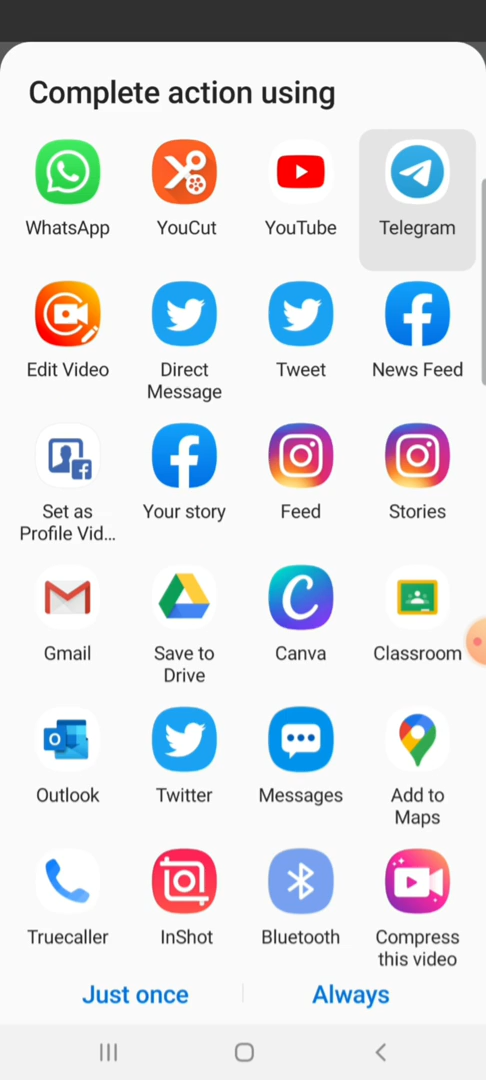 Complete action using
WhatsApp YouCut YouTube Telegram
Edit Video Direct Message Tweet News Feed
Set as Profile Vid... Your story Feed Stories
Gmail Save to Drive Canva Classroom
Outlook Twitter Messages Add to Maps
Truecaller InShot Bluetooth Compress this video
Just once Always